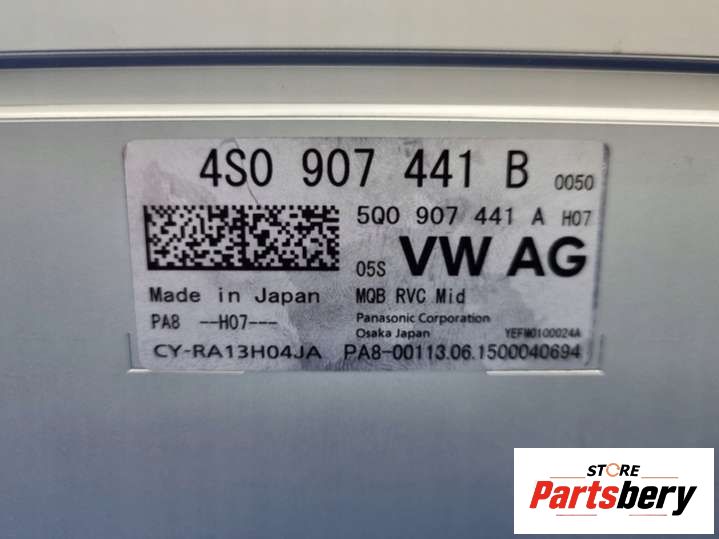 4S0 907 441 B 0050
5Q0 907 441 A H07
05S VW AG
Made in Japan MQB RVC Mid
PA8 --H07---
Panasonic Corporation
Osaka Japan YEFM0100024A
CY-RA13H04JA PA8-00113.06.1500040694
STORE
Partsbery